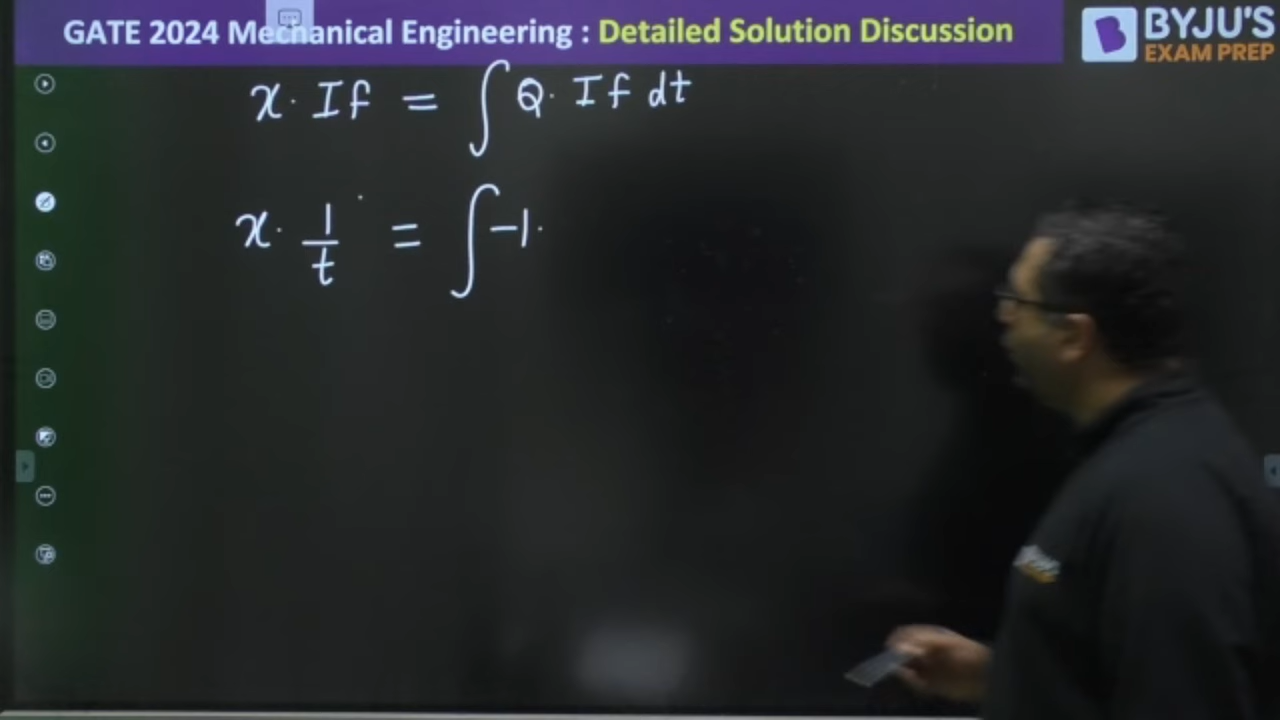 GATE 2024 Mechanical Engineering : Detailed Solution Discussion
BYJU'S
EXAM PREP
x · If = ∫ Q · If dt
x · 1/t = ∫ -1 ·